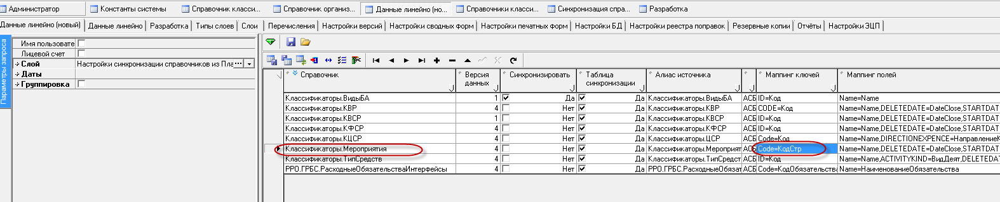 Администратор Константы системы Справочник класси... Справочник организ... Данные линейно (но... Справочники класси... Синхронизация спра... Разработка
Данные линейно (новый) Данные линейно Разработка Типы слоев Слои Перечисления Настройки версий Настройки сводных форм Настройки печатных форм Настройки БД Настройки реестра поправок Резервные копии Отчёты Настройки ЭЦП
Параметры запроса
Имя пользовате
Лицевой счет
Слой Настройки синхронизации справочников из Пла
Даты
Группировка
Справочник Версия данных Синхронизировать Таблица синхронизации Алиас источника Маппинг ключей Маппинг полей
Классификаторы.ВидыБА 1 Да Да Классификаторы.ВидыБА АСБ ID=Код Name=Name
Классификаторы.КВР 4 Нет Да Классификаторы.КВР АСБ CODE=Код Name=Name,DELETEDATE=DateClose,STARTDAT
Классификаторы.КВСР 1 Нет Да Классификаторы.КВСР АСБ ID=Код Name=Name,DELETEDATE=DateClose,STARTDAT
Классификаторы.КФСР 4 Нет Да Классификаторы.КФСР АСБ ID=Код Name=Name,DELETEDATE=DateClose,STARTDAT
Классификаторы.КЦСР 4 Нет Да Классификаторы.ЦСР АСБ Code=Код Name=Name,DIRECTIONEXPENCE=НаправлениеК
Классификаторы.Мероприятия 4 Нет Да Классификаторы.Мероприят АСБ Code=КодСтр Name=Name,DELETEDATE=DateClose,STARTDAT
Классификаторы.ТипСредств 4 Нет Да Классификаторы.ТипСредст АСБ ID=Код Name=Name,ACTIVITYKIND=ВидДеят,DELETEDAT
РРО.ГРБС.РасходныеОбязательстваИнтерфейсы 4 Нет Да РРО.ГРБС.РасходныеОбязат АСБ Code=КодОбязательства Name=НаименованиеОбязательства